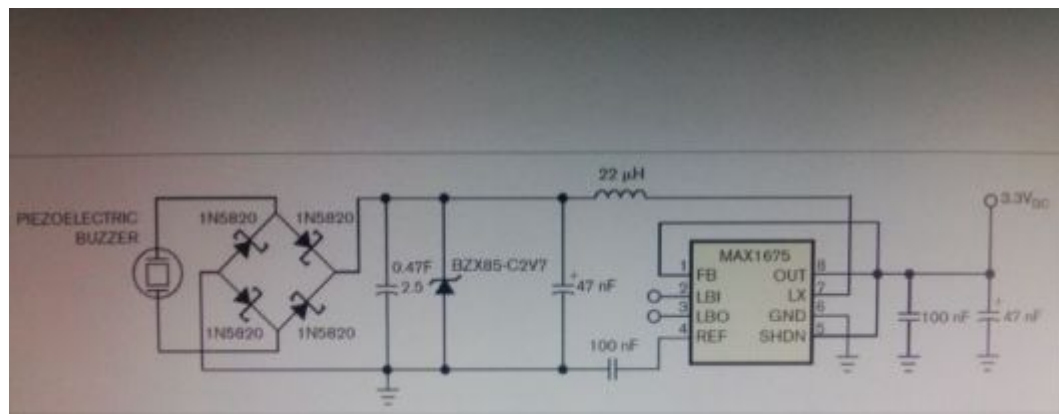 22 µH
3.3VDC
PIEZOELECTRIC
BUZZER
1N5820
1N5820
1N5820
1N5820
0.47F
2.5
BZX85-C2V7
+
47 nF
100 nF
MAX1675
1 FB
OUT 8
2 LBI
LX 7
3 LBO
GND 6
4 REF
SHDN 5
100 nF
+
47 nF